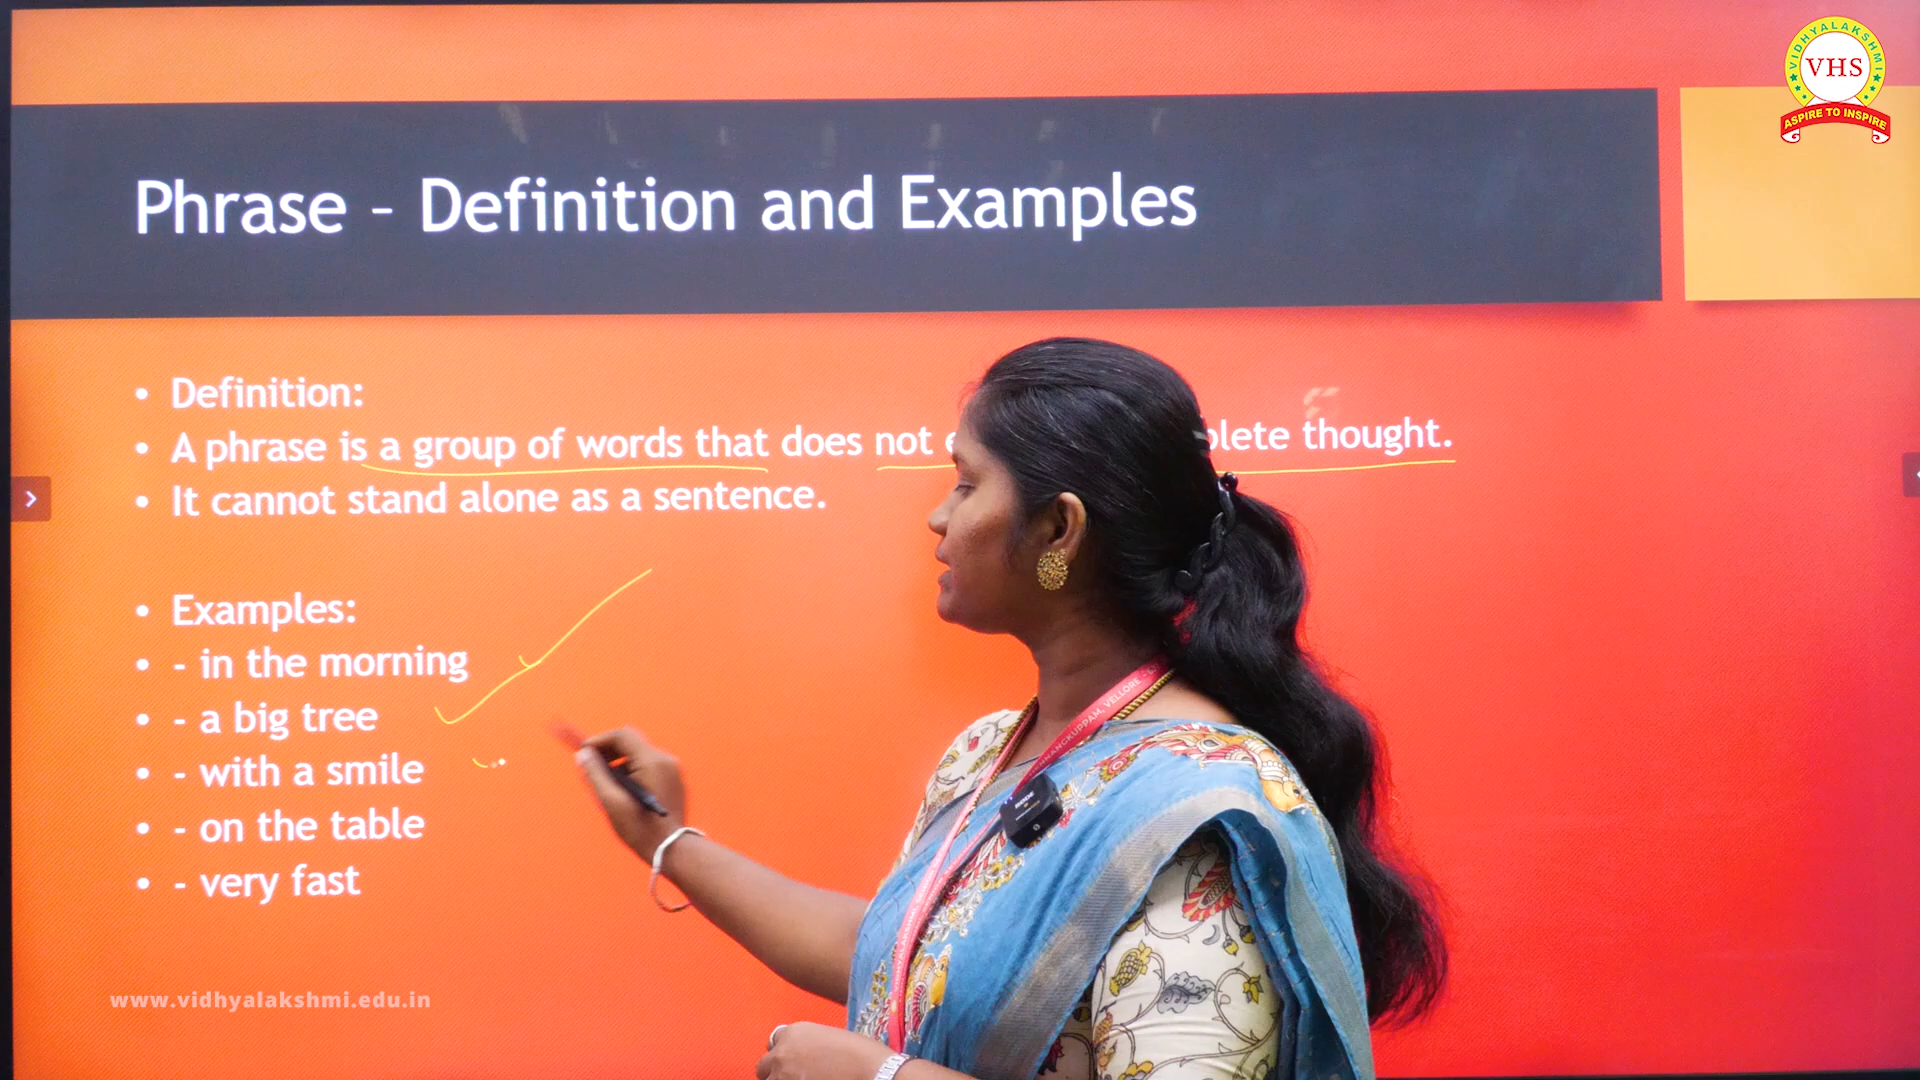 VIDHYALAKSHMI
VHS
ASPIRE TO INSPIRE
Phrase - Definition and Examples
• Definition:
• A phrase is a group of words that does not plete thought.
• It cannot stand alone as a sentence.
• Examples:
• - in the morning
• - a big tree
• - with a smile
• - on the table
• - very fast
RODE
VELLORE
www.vidhyalakshmi.edu.in